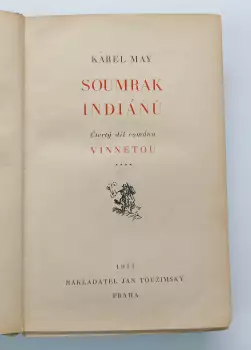 KAREL MAY
SOUMRAK
INDIÁNŮ
Čtvrtý díl románu
VINNETOU
NAKLADATEL JAN TOUŽIMSKÝ
PRAHA